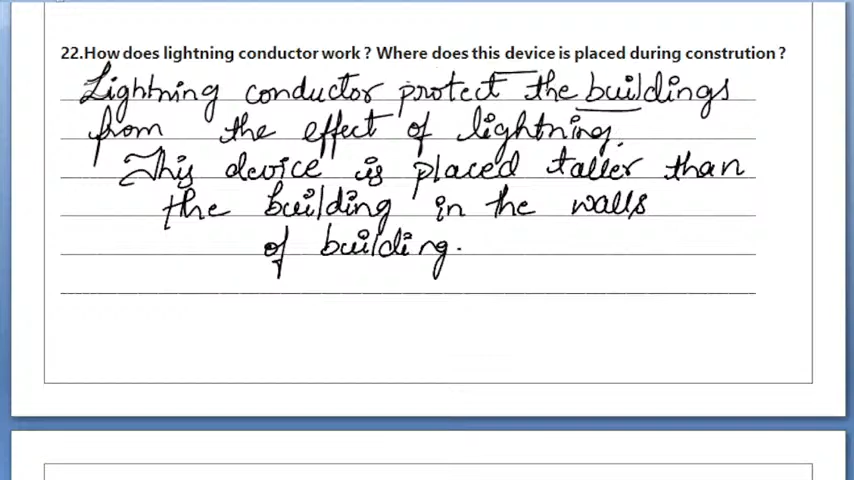 22.How does lightning conductor work ? Where does this device is placed during constrution ?
Lightning conductor protect the buildings
from the effect of lightning.
This device is placed taller than
the building in the walls
of building.